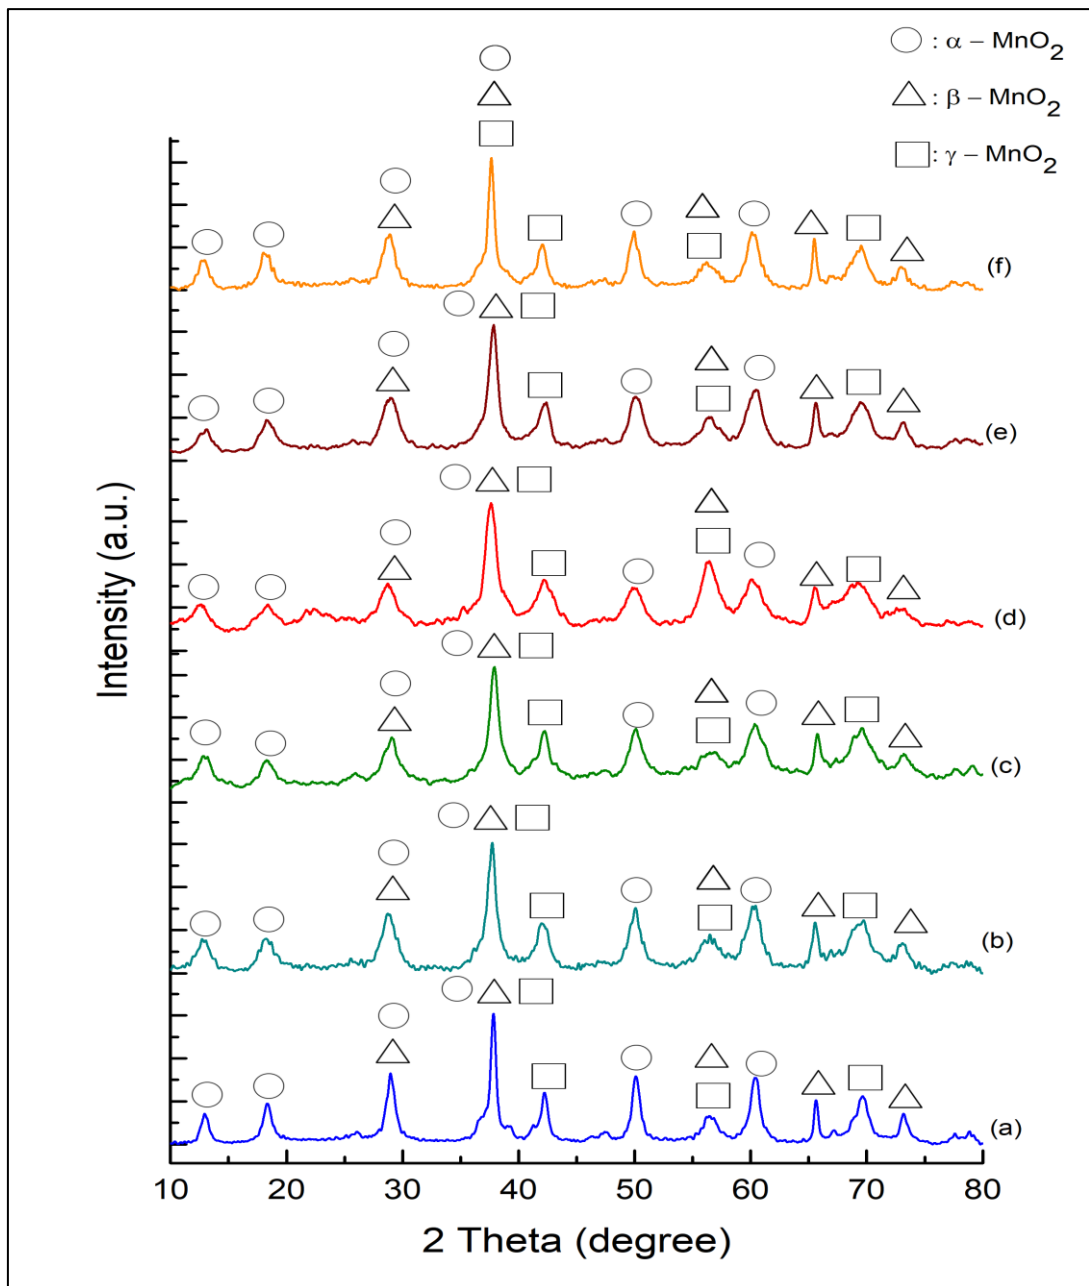 : α – MnO2
: β – MnO2
: γ – MnO2
(f)
(e)
(d)
(c)
(b)
(a)
Intensity (a.u.)
10 20 30 40 50 60 70 80
2 Theta (degree)